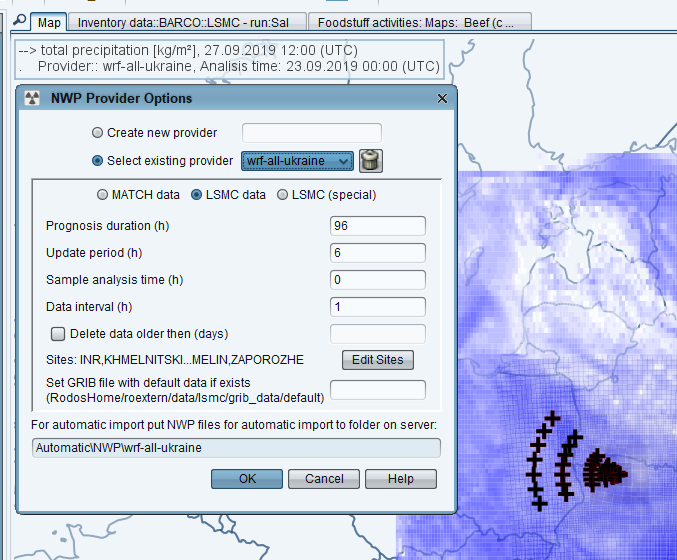 Map
Inventory data::BARCO::LSMC - run:Sal
Foodstuff activities: Maps:  Beef (c ...
--> total precipitation [kg/m²], 27.09.2019 12:00 (UTC)
.   Provider:: wrf-all-ukraine, Analisis time: 23.09.2019 00:00 (UTC)
NWP Provider Options
Create new provider
Select existing provider wrf-all-ukraine
MATCH data LSMC data LSMC (special)
Prognosis duration (h) 96
Update period (h) 6
Sample analysis time (h) 0
Data interval (h) 1
Delete data older then (days)
Sites: INR,KHMELNITSKI...MELIN,ZAPOROZHE Edit Sites
Set GRIB file with default data if exists
(RodosHome/roextern/data/lsmc/grib_data/default)
For automatic import put NWP files for automatic import to folder on server:
Automatic\NWP\wrf-all-ukraine
OK Cancel Help